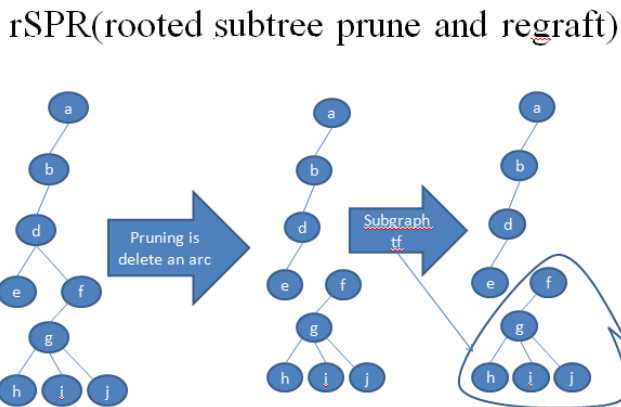 rSPR(rooted subtree prune and regraft)
a
b
d
e
f
g
h
i
j
Pruning is
delete an arc
a
b
d
e
f
g
h
i
j
Subgraph
tf
a
b
d
e
f
g
h
i
j